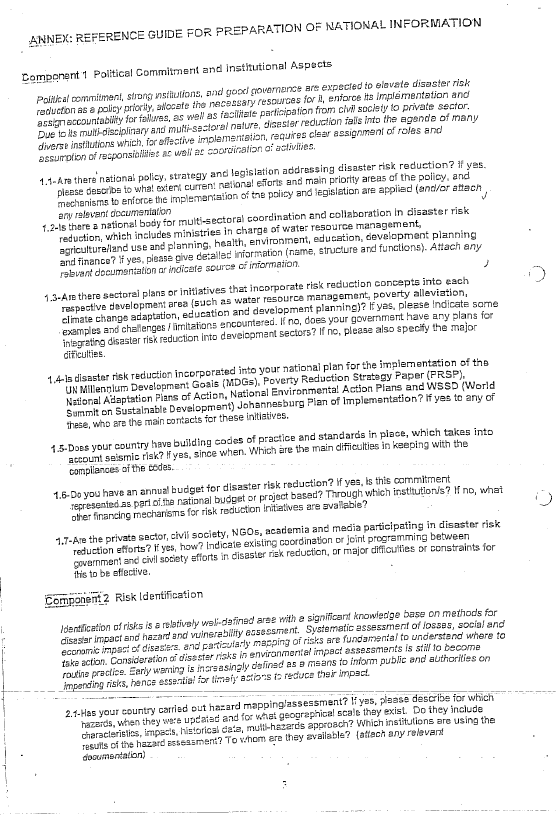 ANNEX: REFERENCE GUIDE FOR PREPARATION OF NATIONAL INFORMATION
Component 1 Political Commitment and Institutional Aspects
Political commitment, strong institutions, and good governance are expected to elevate disaster risk
reduction as a policy priority, allocate the necessary resources for it, enforce its implementation and
assign accountability for failures, as well as facilitate participation from civil society to private sector.
Due to its multi-disciplinary and multi-sectoral nature, disaster reduction falls into the agenda of many
diverse institutions which, for effective implementation, requires clear assignment of roles and
assumption of responsibilities as well as coordination of activities.
1.1-Are there national policy, strategy and legislation addressing disaster risk reduction? If yes,
please describe to what extent current national efforts and main priority areas of the policy, and
mechanisms to enforce the implementation of the policy and legislation are applied (and/or attach
any relevant documentation
1.2-Is there a national body for multi-sectoral coordination and collaboration in disaster risk
reduction, which includes ministries in charge of water resource management,
agriculture/land use and planning, health, environment, education, development planning
and finance? If yes, please give detailed information (name, structure and functions). Attach any
relevant documentation or indicate source of information.
1.3-Are there sectoral plans or initiatives that incorporate risk reduction concepts into each
respective development area (such as water resource management, poverty alleviation,
climate change adaptation, education and development planning)? If yes, please indicate some
examples and challenges / limitations encountered. If no, does your government have any plans for
integrating disaster risk reduction into development sectors? If no, please also specify the major
difficulties.
1.4-Is disaster risk reduction incorporated into your national plan for the implementation of the
UN Millennium Development Goals (MDGs), Poverty Reduction Strategy Paper (PRSP),
National Adaptation Plans of Action, National Environmental Action Plans and WSSD (World
Summit on Sustainable Development) Johannesburg Plan of Implementation? If yes to any of
these, who are the main contacts for these initiatives.
1.5-Does your country have building codes of practice and standards in place, which takes into
account seismic risk? If yes, since when. Which are the main difficulties in keeping with the
compliances of the codes.
1.6-Do you have an annual budget for disaster risk reduction? If yes, is this commitment
represented as part of the national budget or project based? Through which institution/s? If no, what
other financing mechanisms for risk reduction initiatives are available?
1.7-Are the private sector, civil society, NGOs, academia and media participating in disaster risk
reduction efforts? If yes, how? Indicate existing coordination or joint programming between
government and civil society efforts in disaster risk reduction, or major difficulties or constraints for
this to be effective.
Component 2 Risk Identification
Identification of risks is a relatively well-defined area with a significant knowledge base on methods for
disaster impact and hazard and vulnerability assessment. Systematic assessment of losses, social and
economic impact of disasters, and particularly mapping of risks are fundamental to understand where to
take action. Consideration of disaster risks in environmental impact assessments is still to become
routine practice. Early warning is increasingly defined as a means to inform public and authorities on
impending risks, hence essential for timely actions to reduce their impact.
2.1-Has your country carried out hazard mapping/assessment? If yes, please describe for which
hazards, when they were updated and for what geographical scale they exist. Do they include
characteristics, impacts, historical data, multi-hazards approach? Which institutions are using the
results of the hazard assessment? To whom are they available? (attach any relevant
documentation)